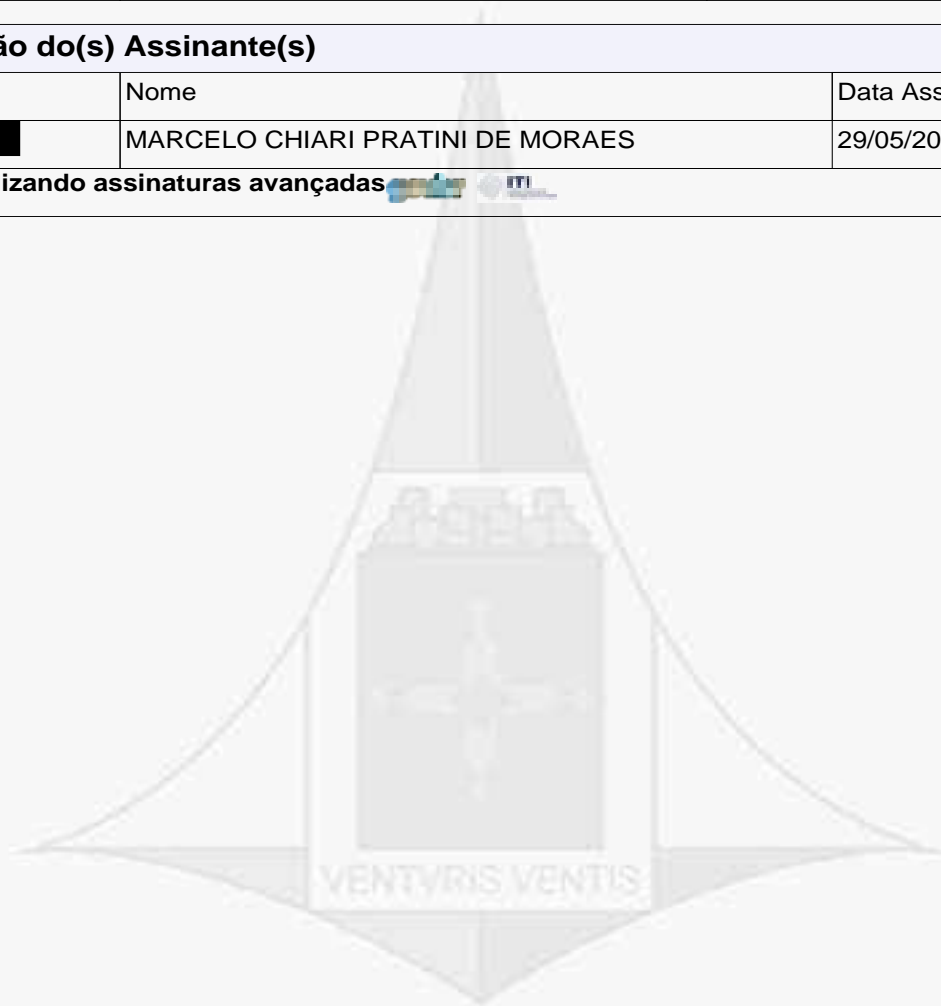 ão do(s) Assinante(s)
Nome
Data Ass
MARCELO CHIARI PRATINI DE MORAES
29/05/20
izando assinaturas avançadas
ITI
VENTVRIS VENTIS